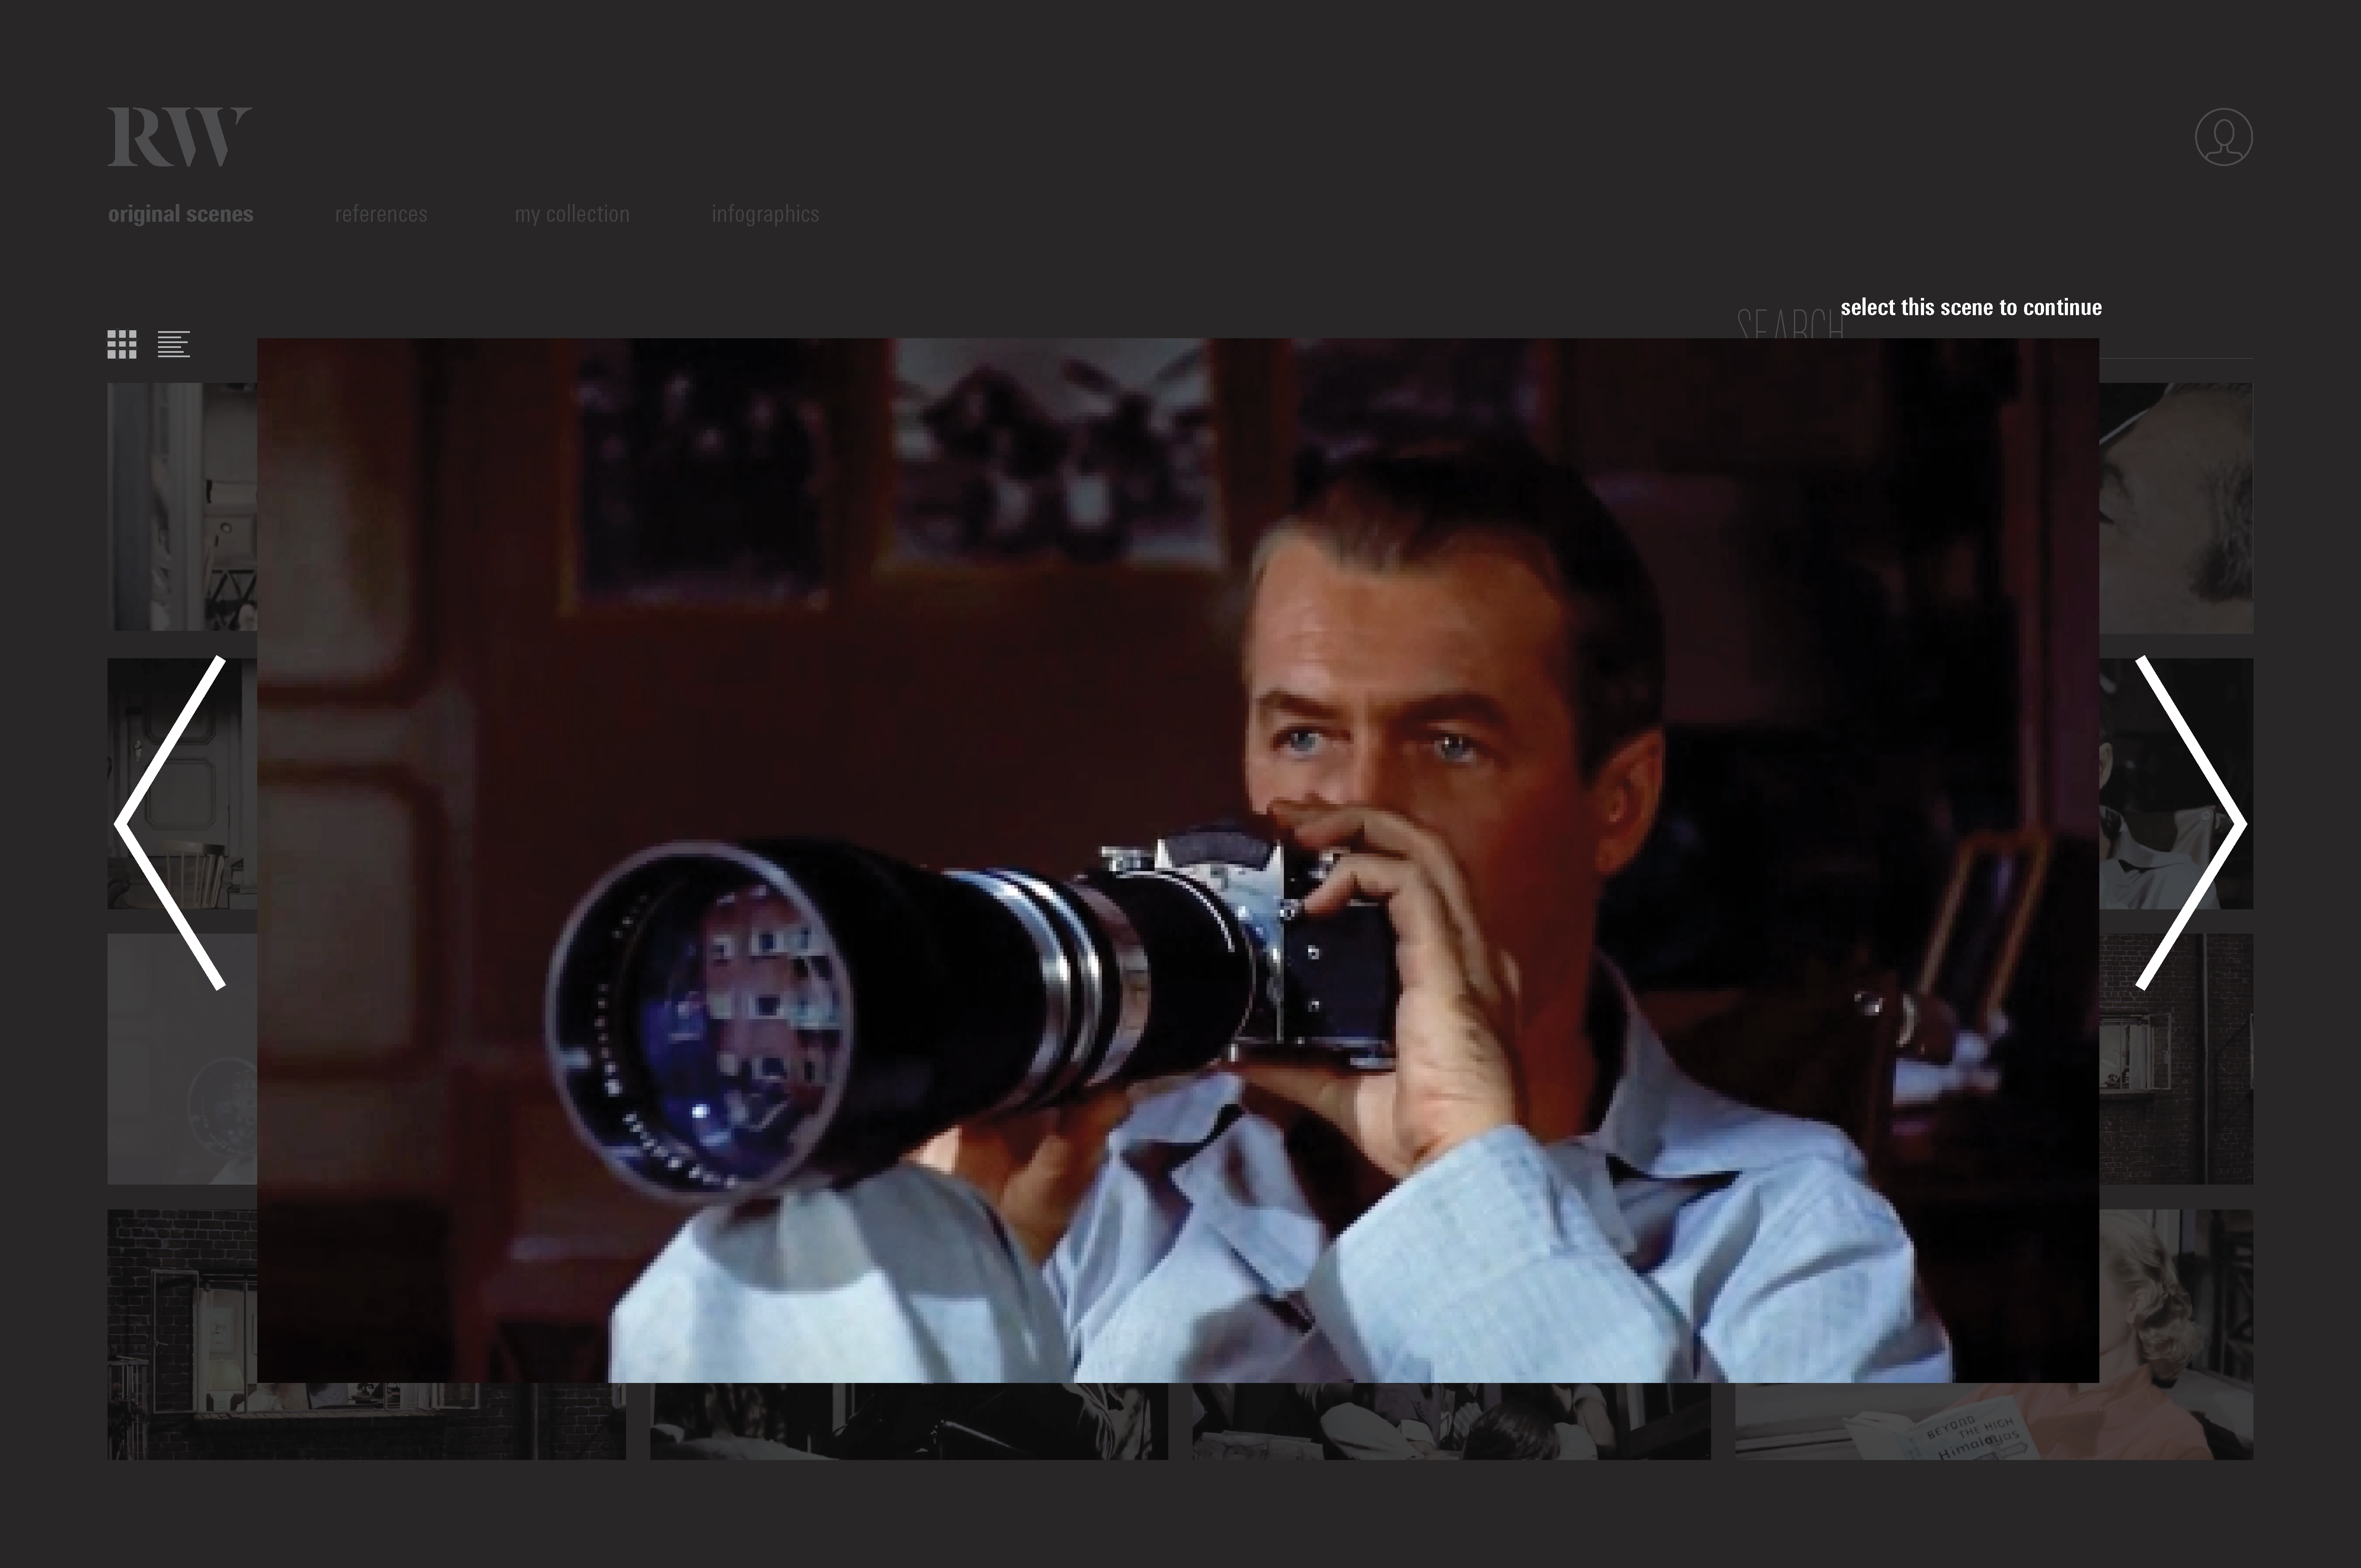 RW
original scenes references my collection infographics
select this scene to continue
SEARCH
BEYOND
THE HIGH
Himalayas